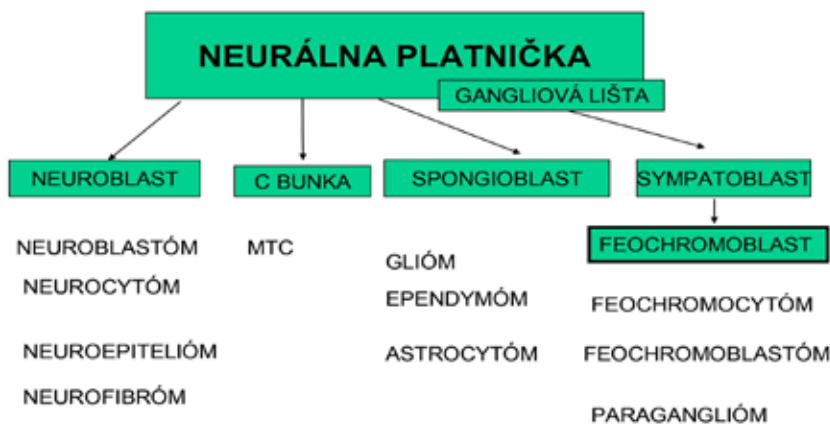 NEURÁLNA PLATNIČKA
GANGLIOVÁ LIŠTA
NEUROBLAST
C BUNKA
SPONGIOBLAST
SYMPATOBLAST
FEOCHROMOBLAST
NEUROBLASTÓM
NEUROCYTÓM
NEUROEPITELIÓM
NEUROFIBRÓM
MTC
GLIÓM
EPENDYMÓM
ASTROCYTÓM
FEOCHROMOCYTÓM
FEOCHROMOBLASTÓM
PARAGANGLIÓM